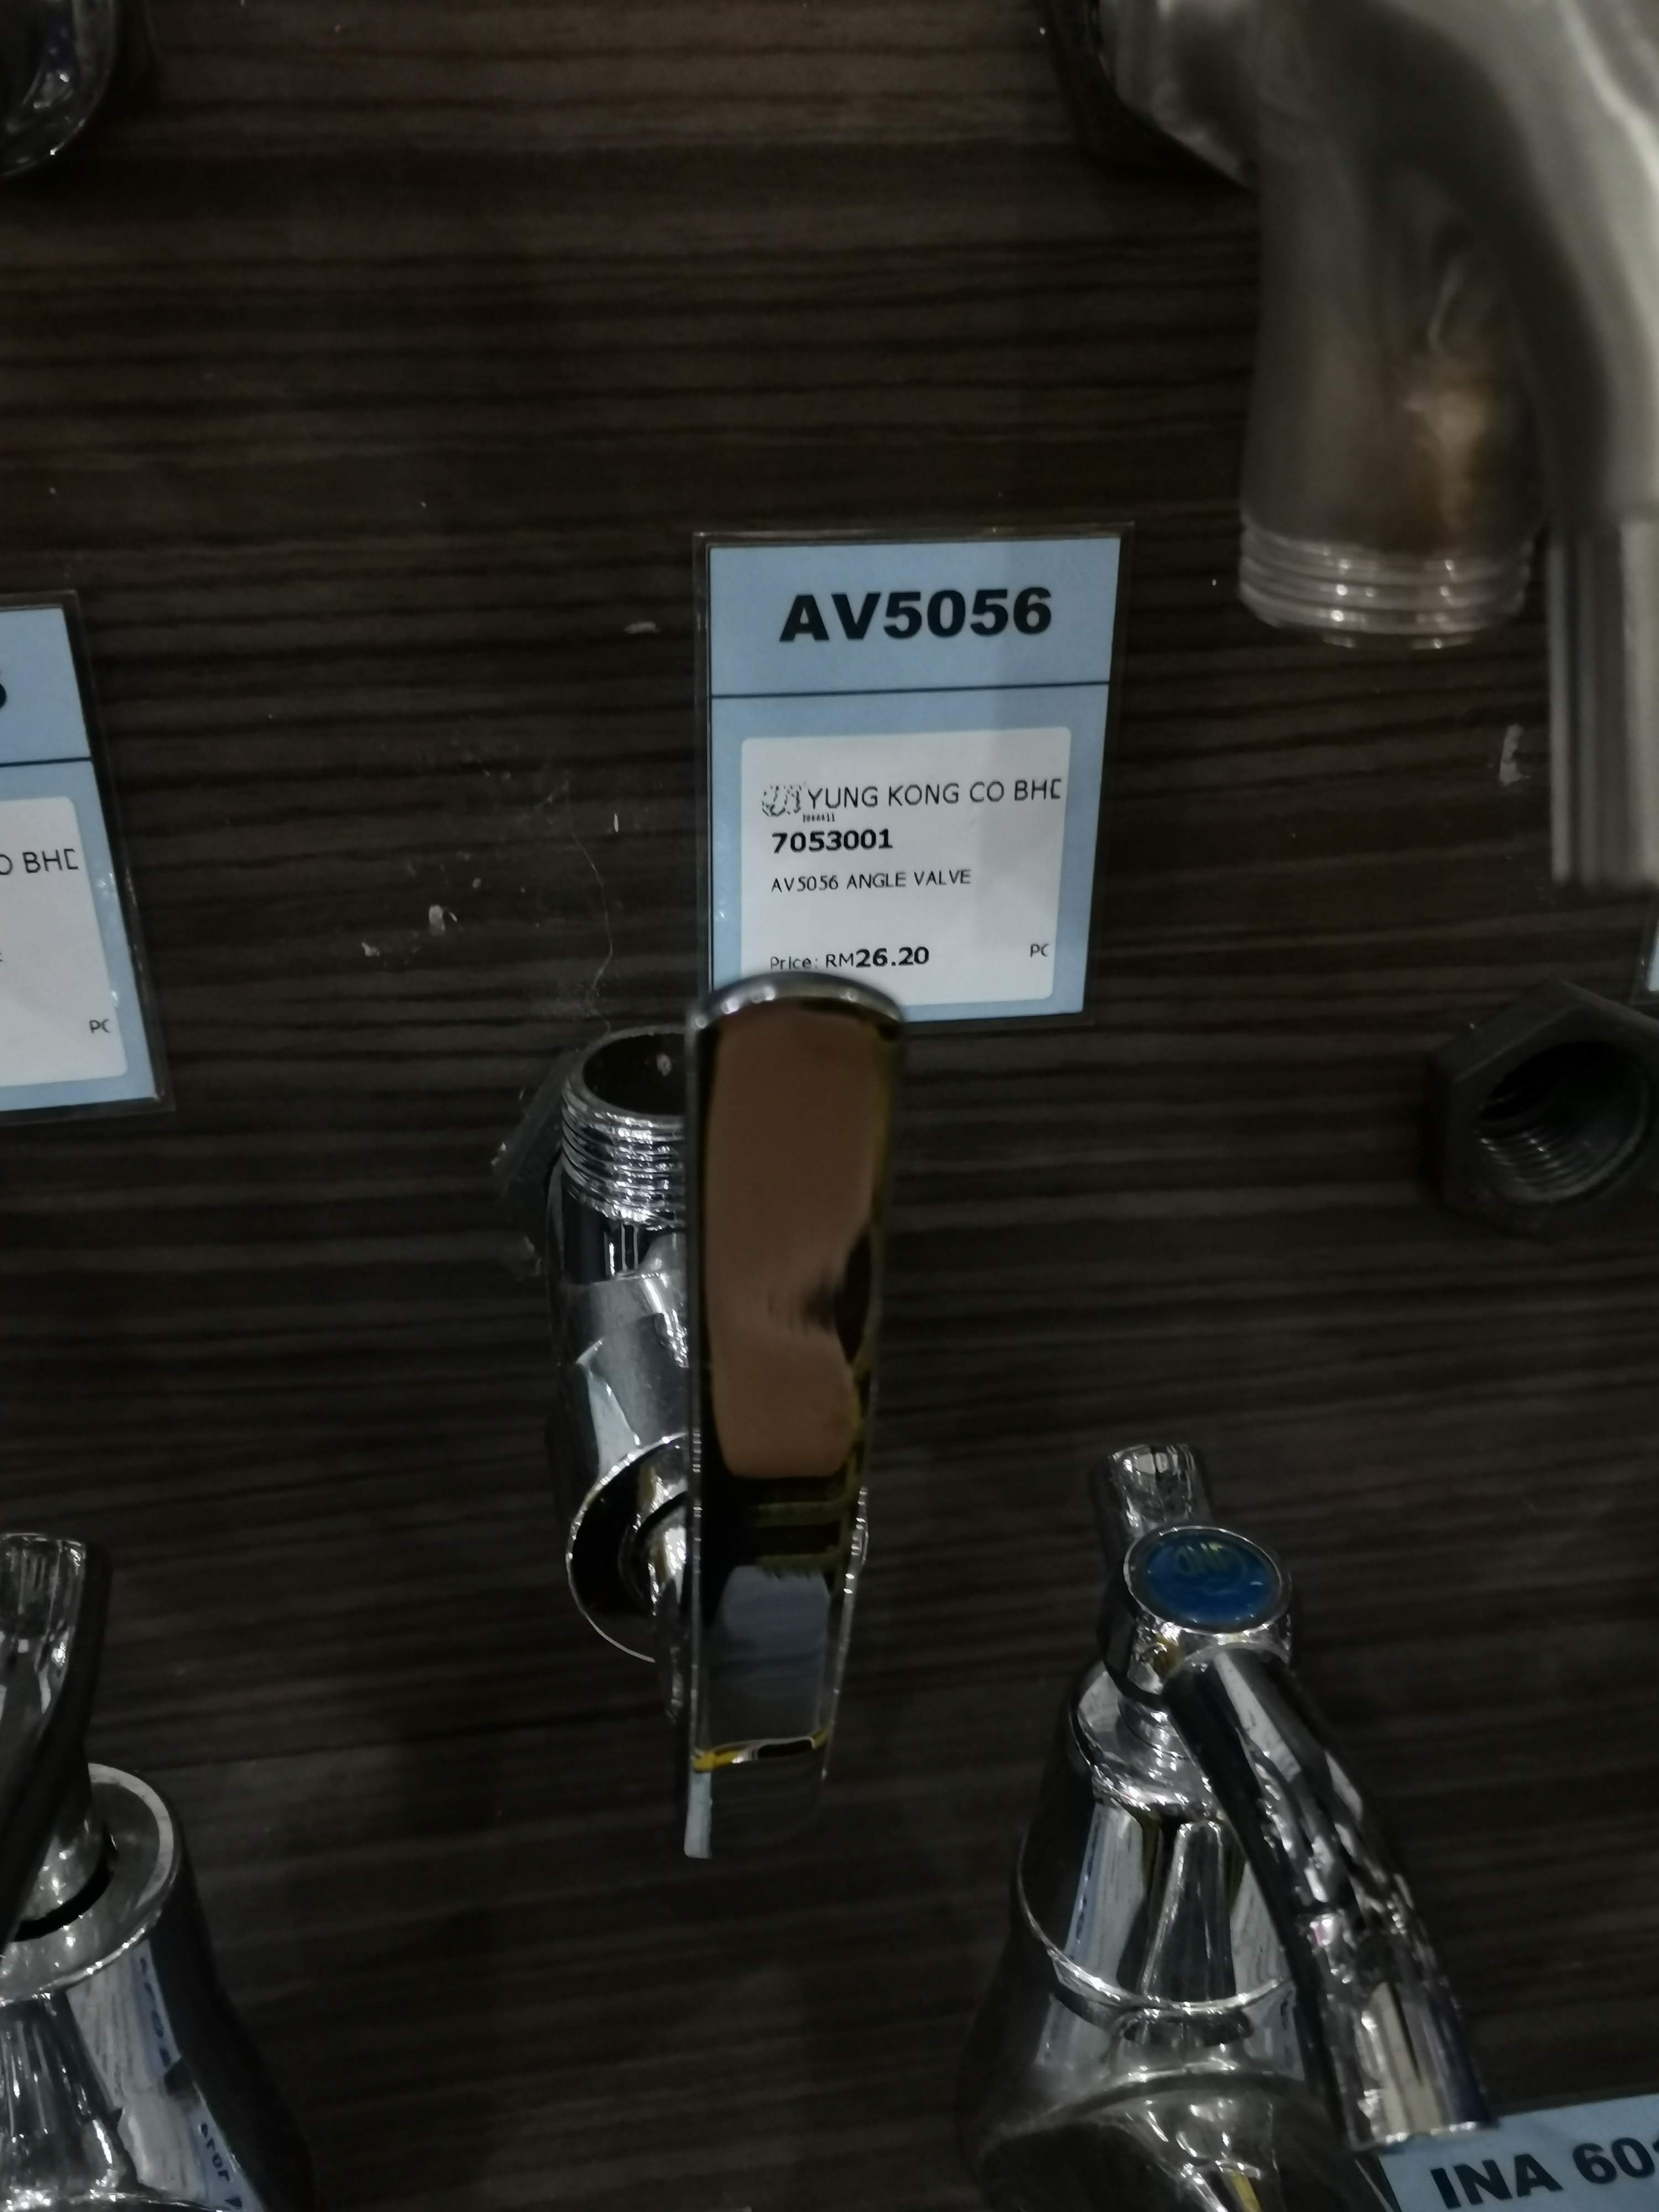 AV5056
YUNG KONG CO BHD
7053001
AV5056 ANGLE VALVE
Price: RM26.20 PC
O BHD
PC
INA 60